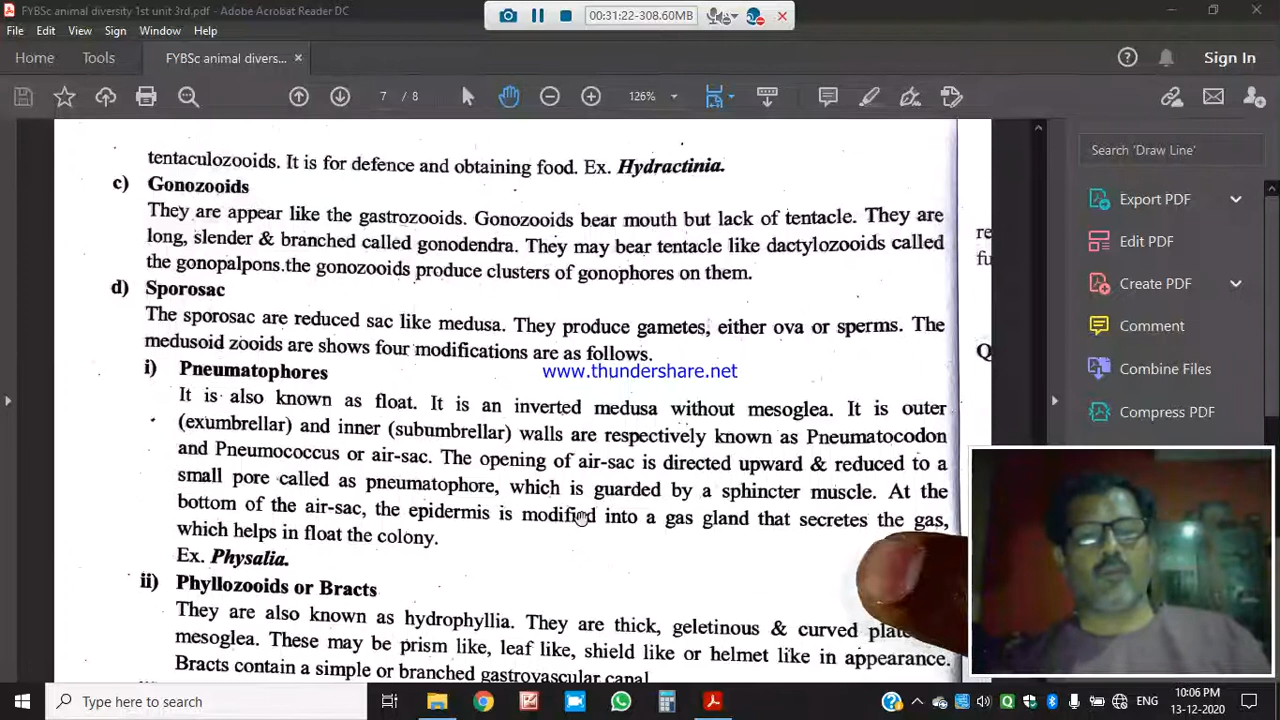 FYBSc animal diversity 1st unit 3rd.pdf - Adobe Acrobat Reader DC
00:31:22-308.60MB
File Edit View Sign Window Help
Home Tools FYBSc animal divers... × Sign In
7 / 8 126%
tentaculozooids. It is for defence and obtaining food. Ex. Hydractinia.
c) Gonozooids
They are appear like the gastrozooids. Gonozooids bear mouth but lack of tentacle. They are
long, slender & branched called gonodendra. They may bear tentacle like dactylozooids called
the gonopalpons.the gonozooids produce clusters of gonophores on them.
d) Sporosac
The sporosac are reduced sac like medusa. They produce gametes, either ova or sperms. The
medusoid zooids are shows four modifications are as follows.
www.thundershare.net
i) Pneumatophores
It is also known as float. It is an inverted medusa without mesoglea. It is outer
(exumbrellar) and inner (subumbrellar) walls are respectively known as Pneumatocodon
and Pneumococcus or air-sac. The opening of air-sac is directed upward & reduced to a
small pore called as pneumatophore, which is guarded by a sphincter muscle. At the
bottom of the air-sac, the epidermis is modified into a gas gland that secretes the gas,
which helps in float the colony.
Ex. Physalia.
ii) Phyllozooids or Bracts
They are also known as hydrophyllia. They are thick, geletinous & curved
mesoglea. These may be prism like, leaf like, shield like or helmet like in appearance.
Bracts contain a simple or branched gastrovascular canal
re
fu
Q
Search 'Draw Line'
Export PDF
Edit PDF
Create PDF
Comment
Combine Files
Compress PDF
Type here to search
ENG
10:06 PM
13-12-2020